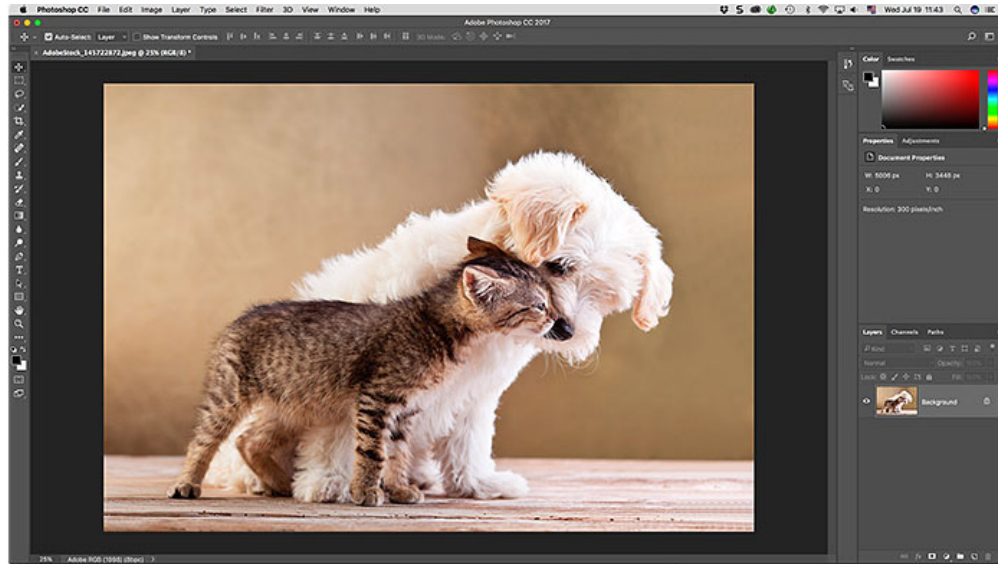 Photoshop CC File Edit Image Layer Type Select Filter 3D View Window Help Wed Jul 19 11:43
Adobe Photoshop CC 2017
Auto-Select: Layer Show Transform Controls 3D Mode:
× AdobeStock_145722872.jpeg @ 25% (RGB/8) *
Color Swatches
Properties Adjustments
Document Properties
W: 5006 px H: 3448 px
X: 0 Y: 0
Resolution: 300 pixels/inch
Layers Channels Paths
Kind
Normal Opacity:
Lock: Fill:
Background
25% Adobe RGB (1998) (8bpc)